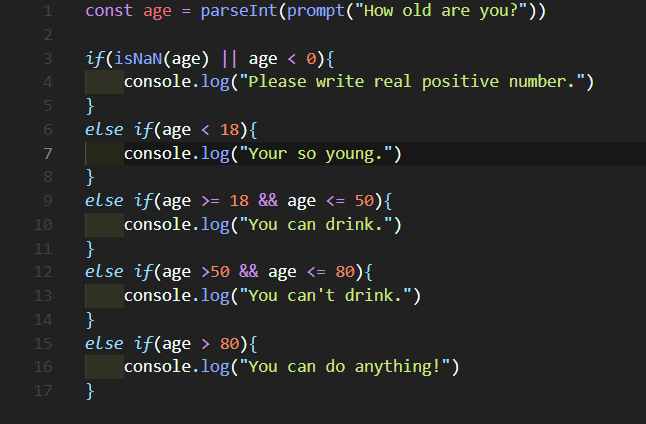 1 const age = parseInt(prompt("How old are you?"))
2
3 if(isNaN(age) || age < 0){
4 console.log("Please write real positive number.")
5 }
6 else if(age < 18){
7 console.log("Your so young.")
8 }
9 else if(age >= 18 && age <= 50){
10 console.log("You can drink.")
11 }
12 else if(age >50 && age <= 80){
13 console.log("You can't drink.")
14 }
15 else if(age > 80){
16 console.log("You can do anything!")
17 }